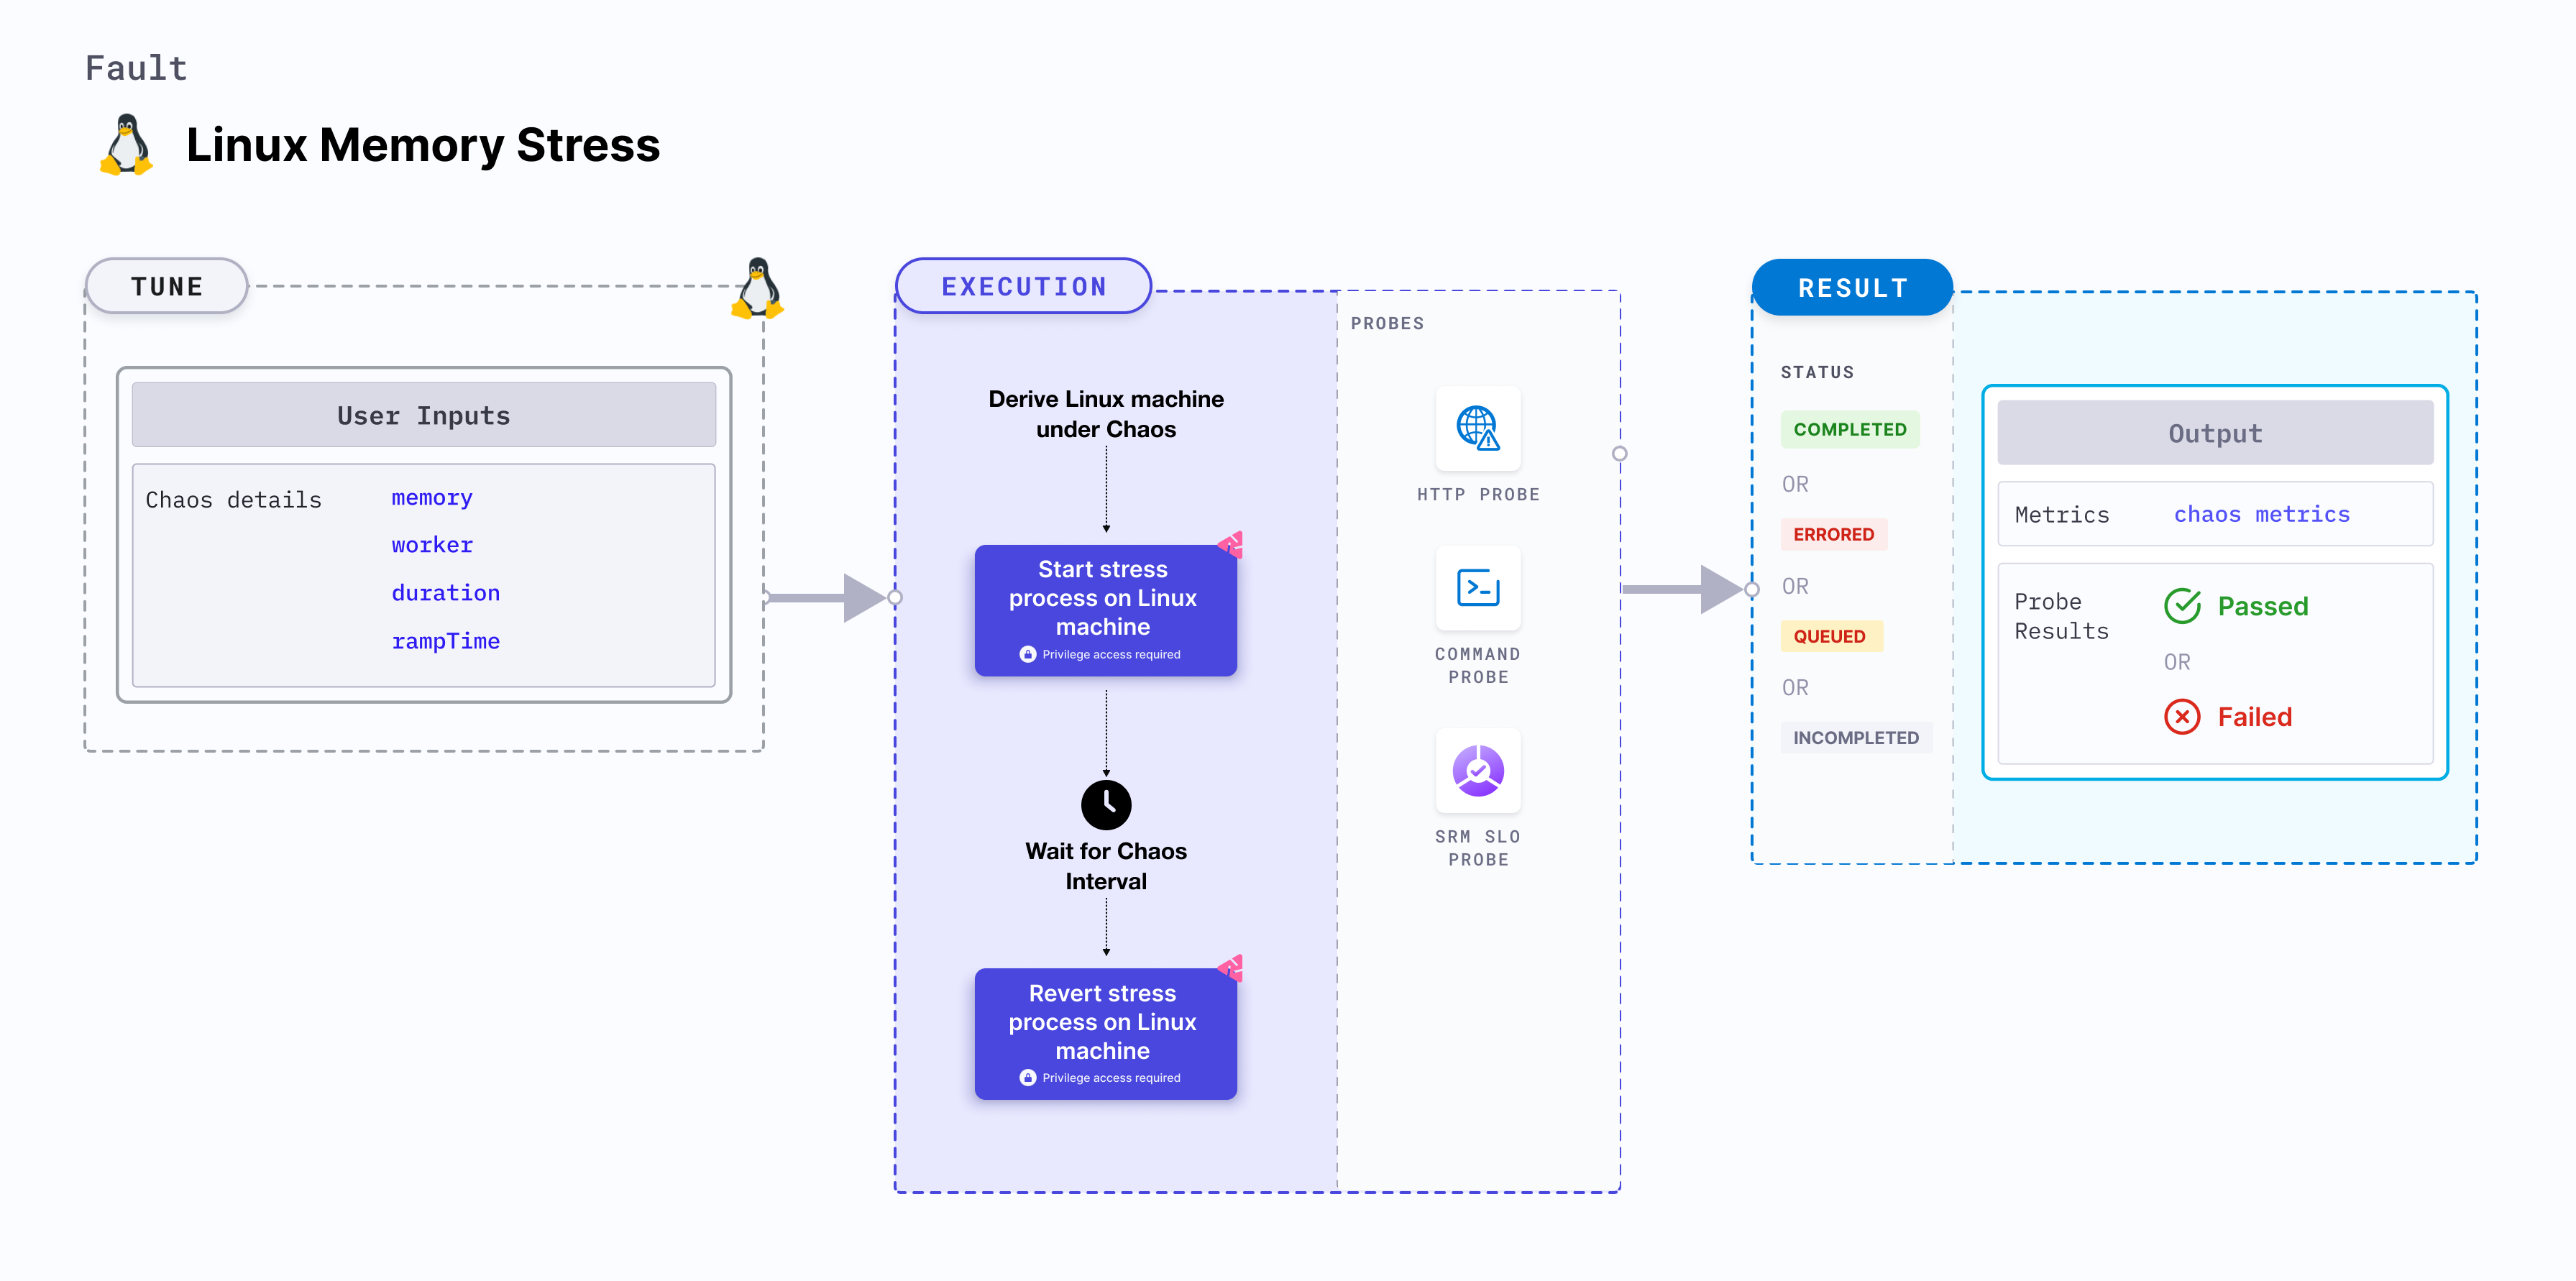 Fault
Linux Memory Stress
TUNE
User Inputs
Chaos details
memory
worker
duration
rampTime
EXECUTION
Derive Linux machine
under Chaos
Start stress
process on Linux
machine
Privilege access required
Wait for Chaos
Interval
Revert stress
process on Linux
machine
Privilege access required
PROBES
HTTP PROBE
COMMAND
PROBE
SRM SLO
PROBE
RESULT
STATUS
COMPLETED
OR
ERRORED
OR
QUEUED
OR
INCOMPLETED
Output
Metrics
chaos metrics
Probe
Results
Passed
OR
Failed